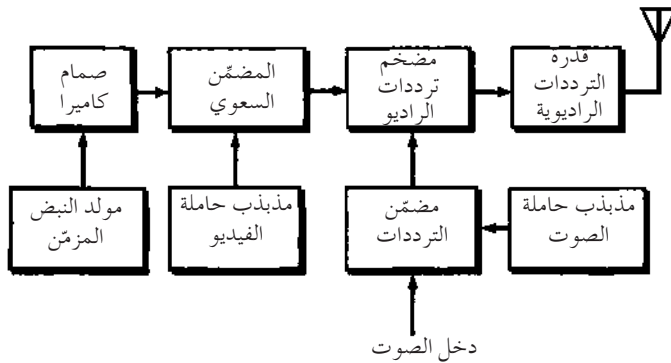 صمام
كاميرا
المضمِّن
السعوي
مضخم
ترددات
الراديو
قدرة
الترددات
الراديوية
مولد النبض
المزمّن
مذبذب حاملة
الفيديو
مضمّن
الترددات
مذبذب حاملة
الصوت
دخل الصوت